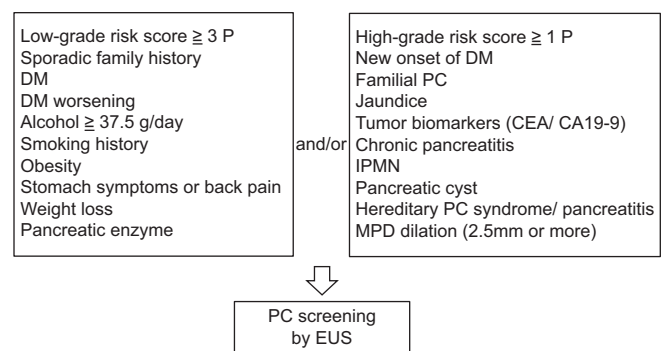 Low-grade risk score ≧ 3 P
Sporadic family history
DM
DM worsening
Alcohol ≧ 37.5 g/day
Smoking history
Obesity
Stomach symptoms or back pain
Weight loss
Pancreatic enzyme
and/or
High-grade risk score ≧ 1 P
New onset of DM
Familial PC
Jaundice
Tumor biomarkers (CEA/ CA19-9)
Chronic pancreatitis
IPMN
Pancreatic cyst
Hereditary PC syndrome/ pancreatitis
MPD dilation (2.5mm or more)
PC screening
by EUS